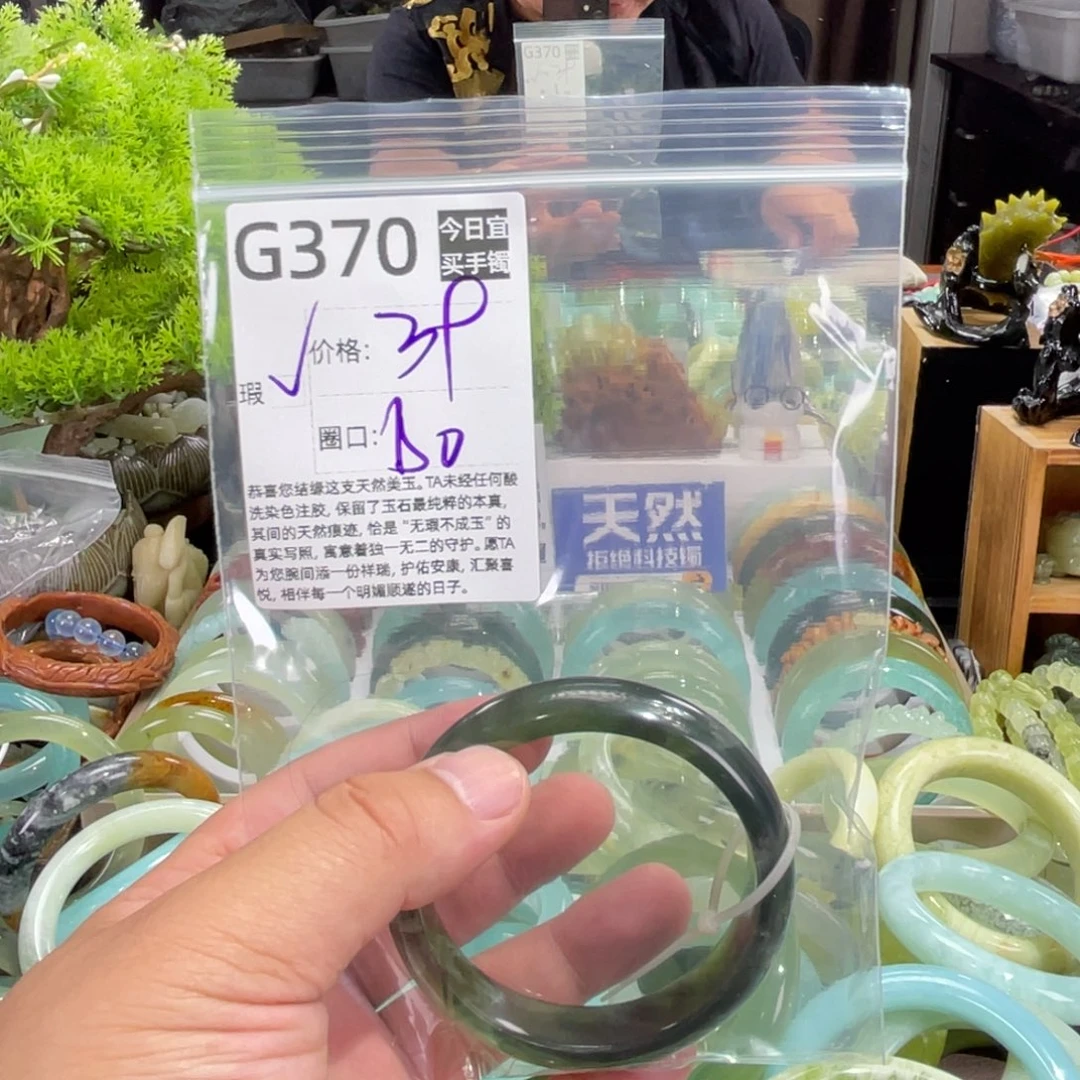 G370
今日宜
买手镯
价格：3P
瑕 ✓
圈口：
恭喜您结缘这支天然美玉。TA未经任何酸
洗染色注胶，保留了玉石最纯粹的本真，
其间的天然痕迹，恰是“无瑕不成玉”的
真实写照，寓意着独一无二的守护。愿TA
为您腕间添一份祥瑞，护佑安康，汇聚喜
悦，相伴每一个明媚顺遂的日子。
天然
拒绝科技镯
G370